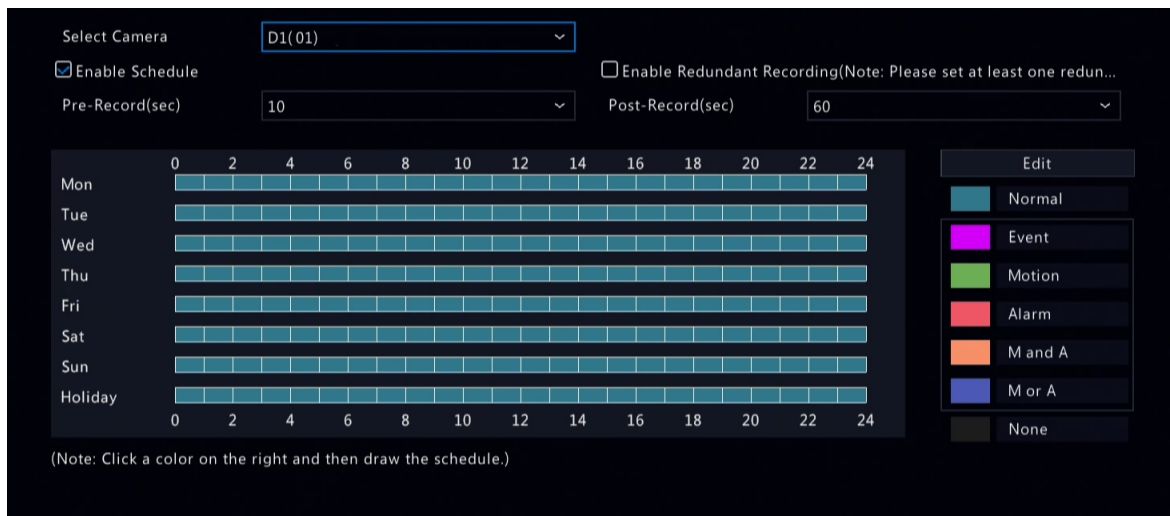 Select Camera D1( 01)
Enable Schedule Enable Redundant Recording(Note: Please set at least one redun...
Pre-Record(sec) 10 Post-Record(sec) 60
0 2 4 6 8 10 12 14 16 18 20 22 24
Mon
Tue
Wed
Thu
Fri
Sat
Sun
Holiday
0 2 4 6 8 10 12 14 16 18 20 22 24
Edit
Normal
Event
Motion
Alarm
M and A
M or A
None
(Note: Click a color on the right and then draw the schedule.)